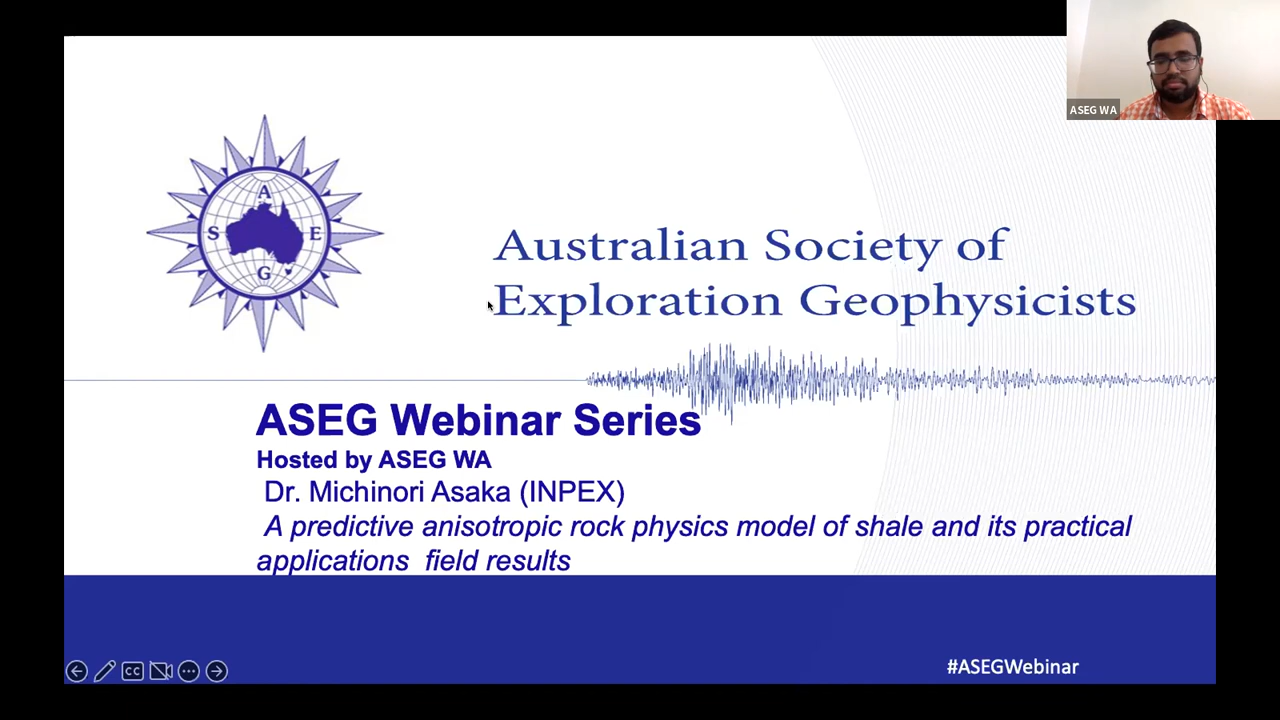 ASEG WA
A
S
E
G
Australian Society of
Exploration Geophysicists
ASEG Webinar Series
Hosted by ASEG WA
Dr. Michinori Asaka (INPEX)
A predictive anisotropic rock physics model of shale and its practical
applications field results
CC
#ASEGWebinar